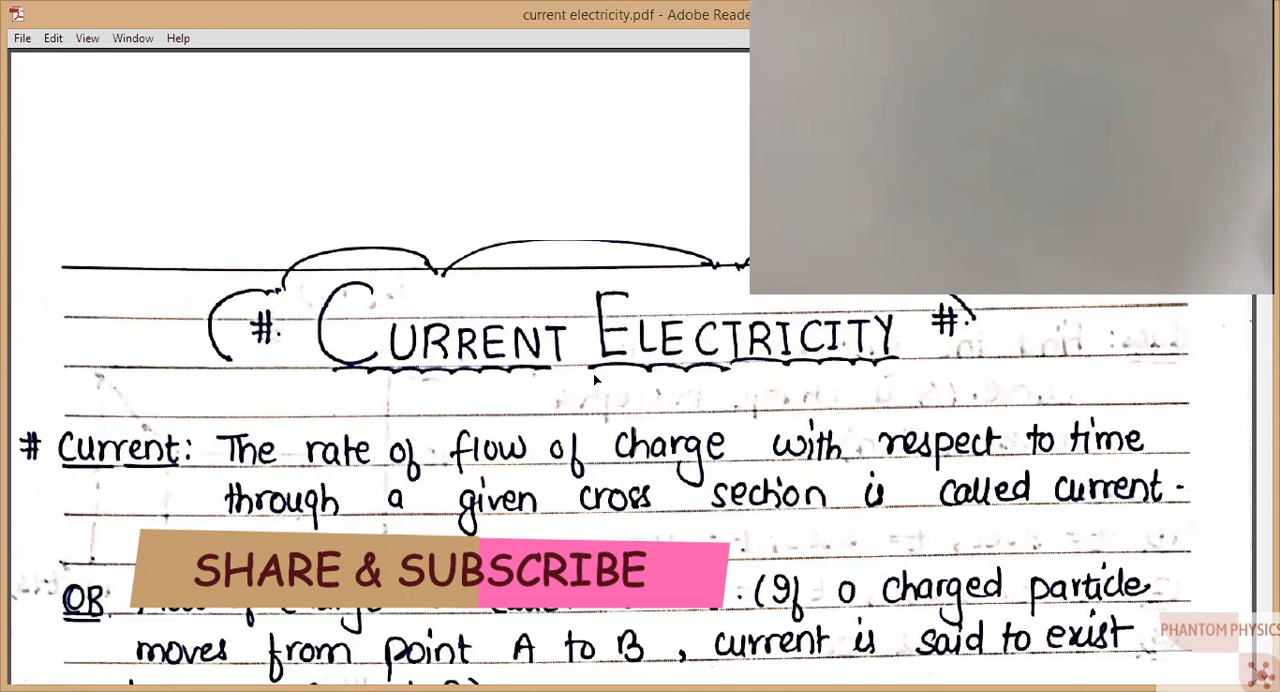 current electricity.pdf - Adobe Reade
File Edit View Window Help
#. CURRENT ELECTRICITY #.
# Current: The rate of flow of charge with respect to time
through a given cross section is called current.
SHARE & SUBSCRIBE
OR (If a charged particle
moves from point A to B, current is said to exist
PHANTOM PHYSICS